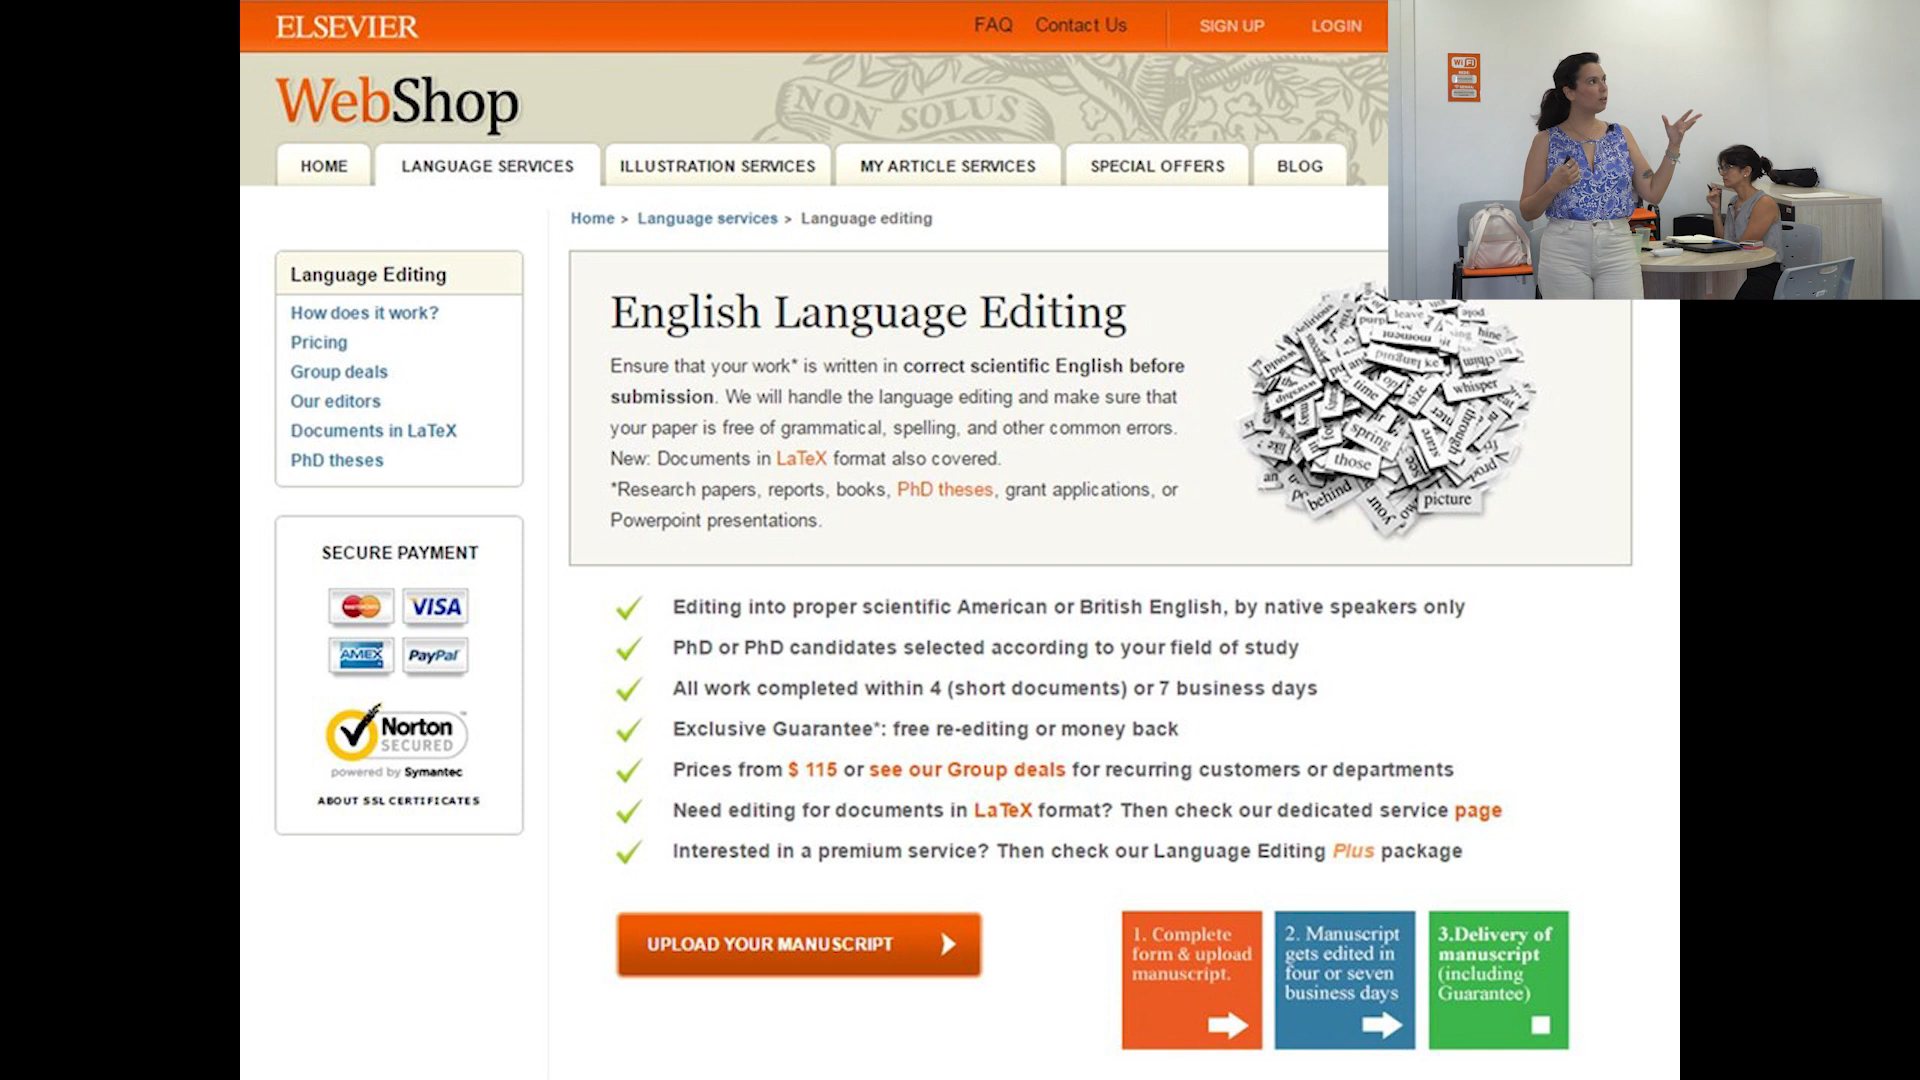 ELSEVIER
FAQ Contact Us SIGN UP LOGIN
WebShop
NON SOLUS
HOME LANGUAGE SERVICES ILLUSTRATION SERVICES MY ARTICLE SERVICES SPECIAL OFFERS BLOG
Home > Language services > Language editing
Language Editing
How does it work?
Pricing
Group deals
Our editors
Documents in LaTeX
PhD theses
SECURE PAYMENT
MasterCard VISA
AMEX PayPal
Norton
SECURED
powered by Symantec
ABOUT SSL CERTIFICATES
English Language Editing
Ensure that your work* is written in correct scientific English before
submission. We will handle the language editing and make sure that
your paper is free of grammatical, spelling, and other common errors.
New: Documents in LaTeX format also covered.
*Research papers, reports, books, PhD theses, grant applications, or
Powerpoint presentations.
leave
moment
time
size
whisper
spring
those
through
stare
behind
picture
an
Editing into proper scientific American or British English, by native speakers only
PhD or PhD candidates selected according to your field of study
All work completed within 4 (short documents) or 7 business days
Exclusive Guarantee*: free re-editing or money back
Prices from $ 115 or see our Group deals for recurring customers or departments
Need editing for documents in LaTeX format? Then check our dedicated service page
Interested in a premium service? Then check our Language Editing Plus package
UPLOAD YOUR MANUSCRIPT
1. Complete
form & upload
manuscript.
2. Manuscript
gets edited in
four or seven
business days
3.Delivery of
manuscript
(including
Guarantee)
WiFi